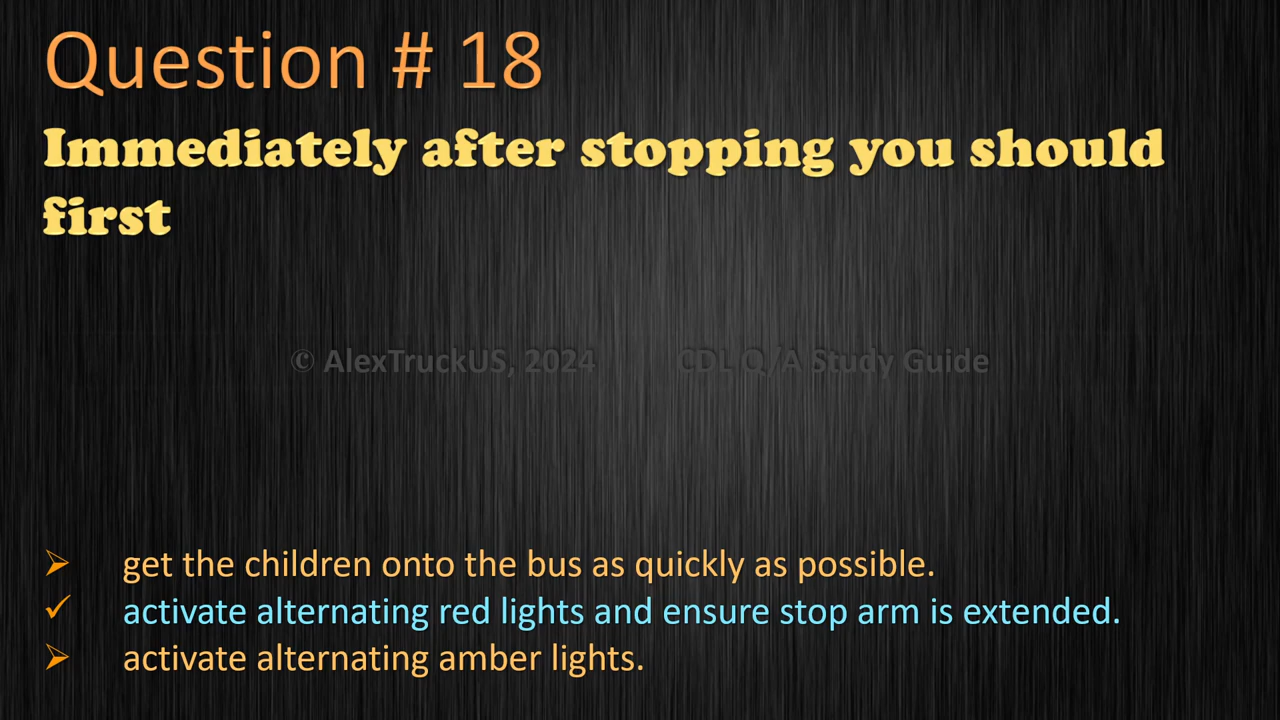 Question # 18
Immediately after stopping you should
first
© AlexTruckUS, 2024 CDL Q/A Study Guide
get the children onto the bus as quickly as possible.
activate alternating red lights and ensure stop arm is extended.
activate alternating amber lights.